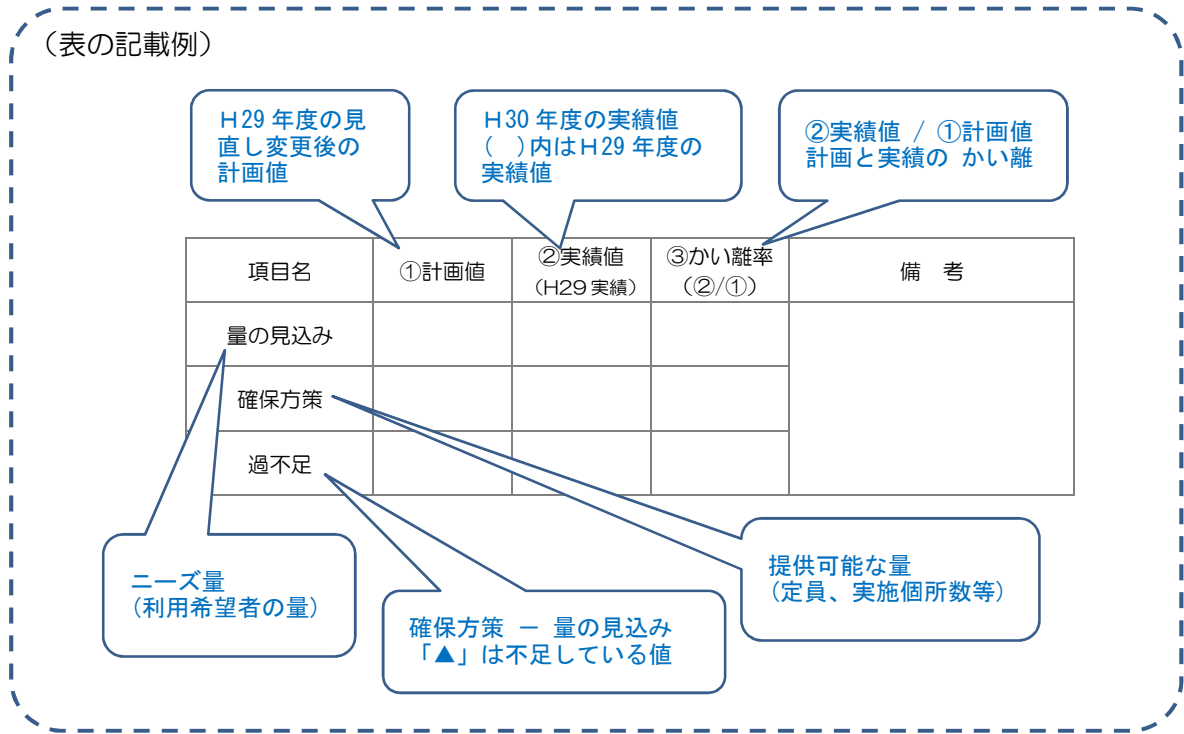 （表の記載例）
Ｈ29 年度の見
直し変更後の
計画値
Ｈ30 年度の実績値
(　)内はＨ29 年度の
実績値
②実績値 / ①計画値
計画と実績の かい離
項目名
①計画値
②実績値
（H29 実績）
③かい離率
（②/①）
備　考
量の見込み
確保方策
過不足
ニーズ量
(利用希望者の量)
確保方策 － 量の見込み
「▲」は不足している値
提供可能な量
(定員、実施個所数等)